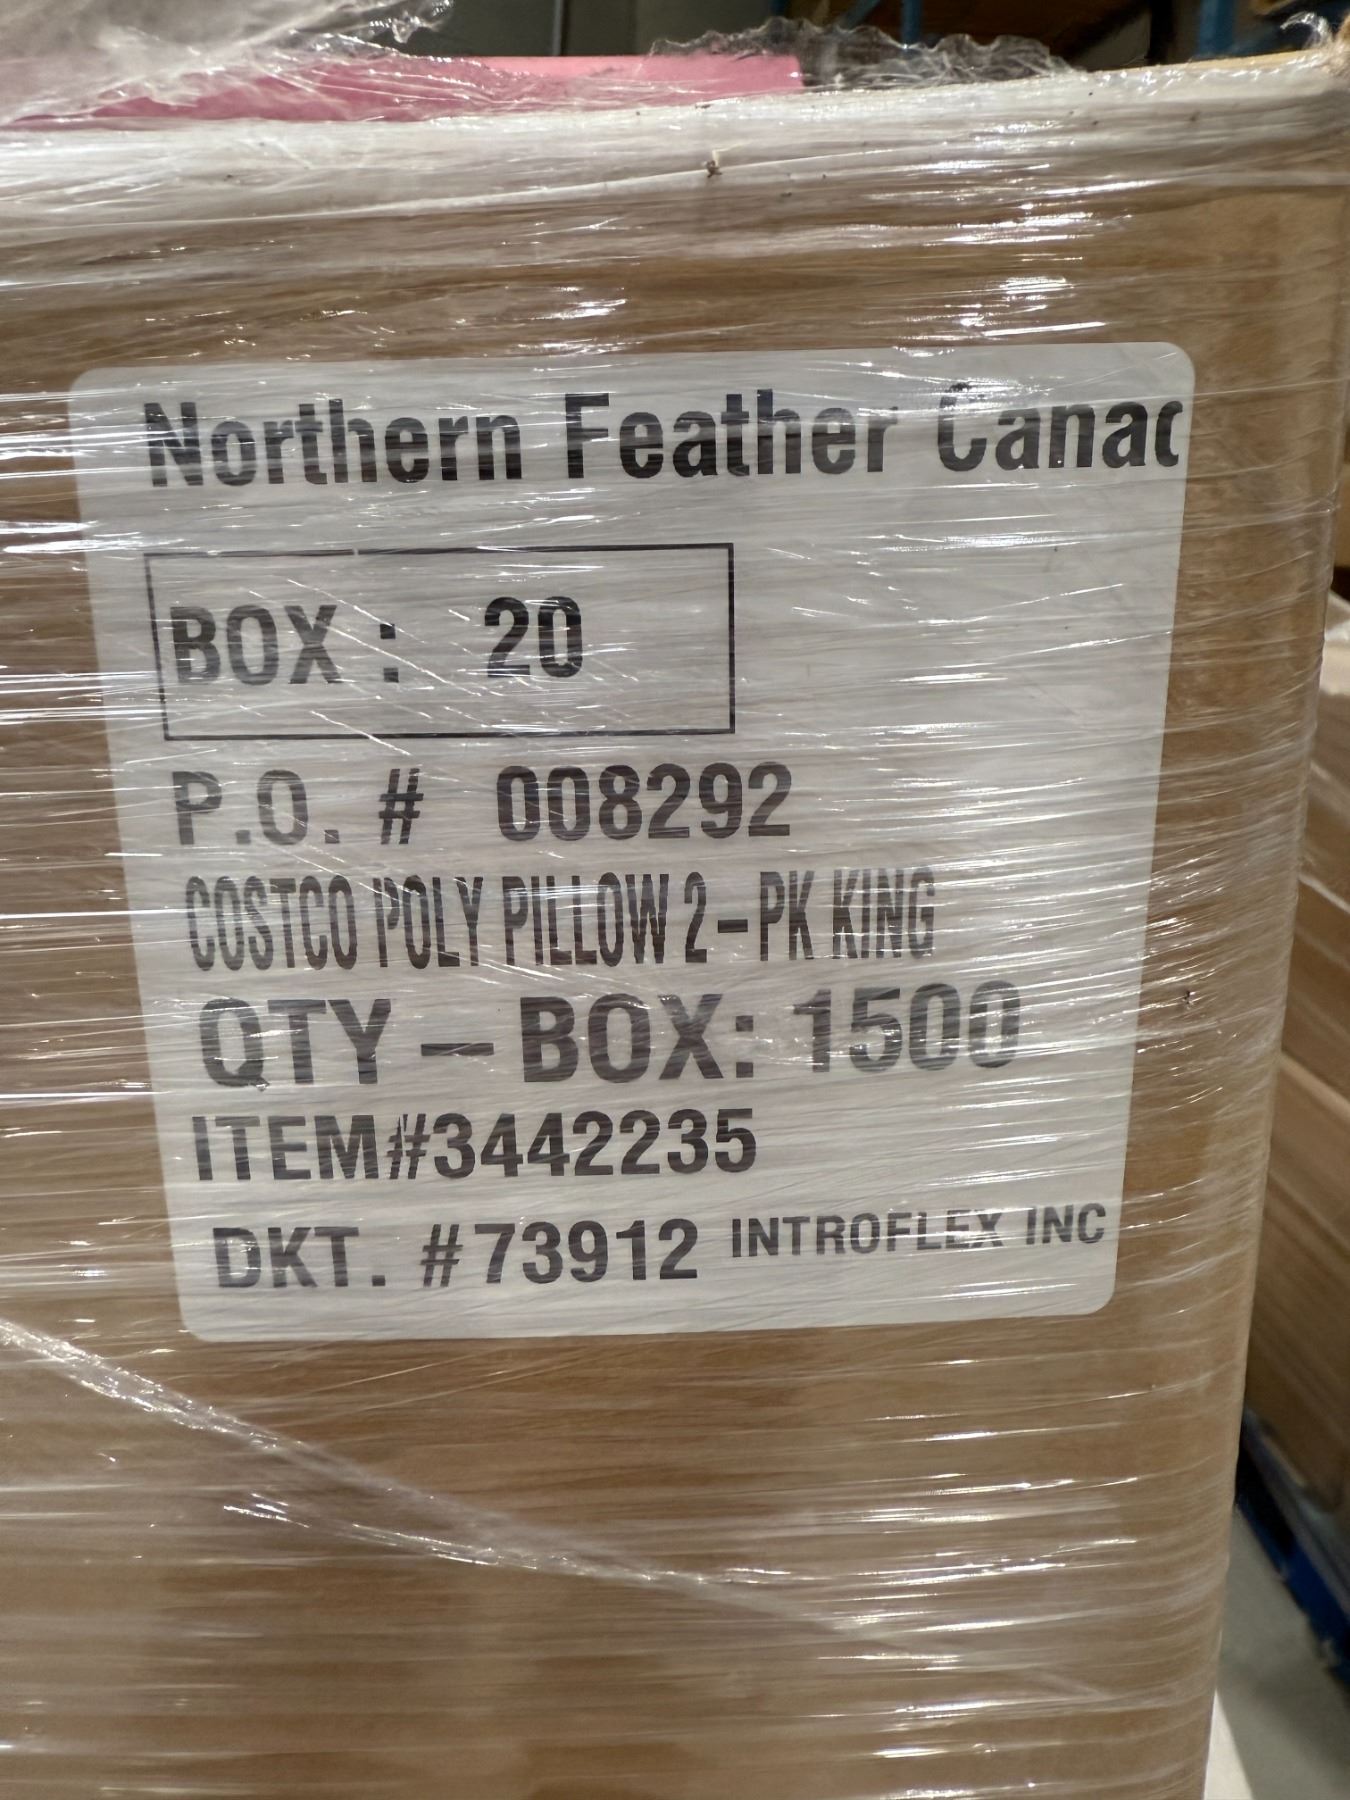 Northern Feather Canad
BOX : 20
P.O. # 008292
COSTCO POLY PILLOW 2 - PK KING
QTY - BOX: 1500
ITEM#3442235
DKT. #73912 INTROFLEX INC